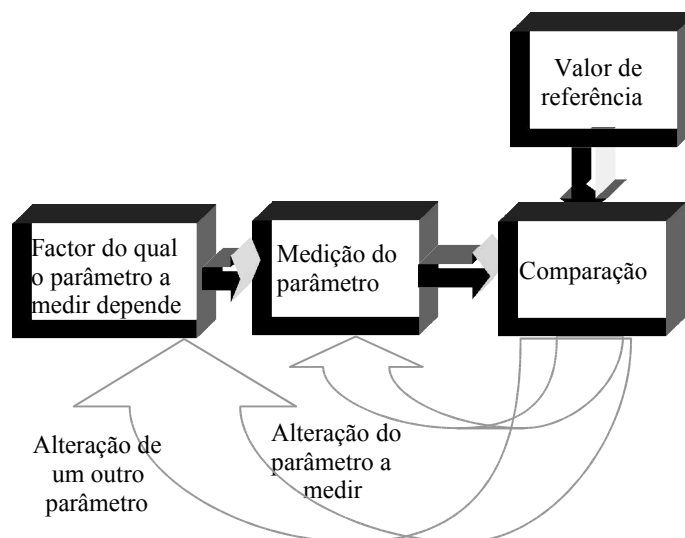 Valor de
referência
Factor do qual
o parâmetro a
medir depende
Medição do
parâmetro
Comparação
Alteração de
um outro
parâmetro
Alteração do
parâmetro a
medir